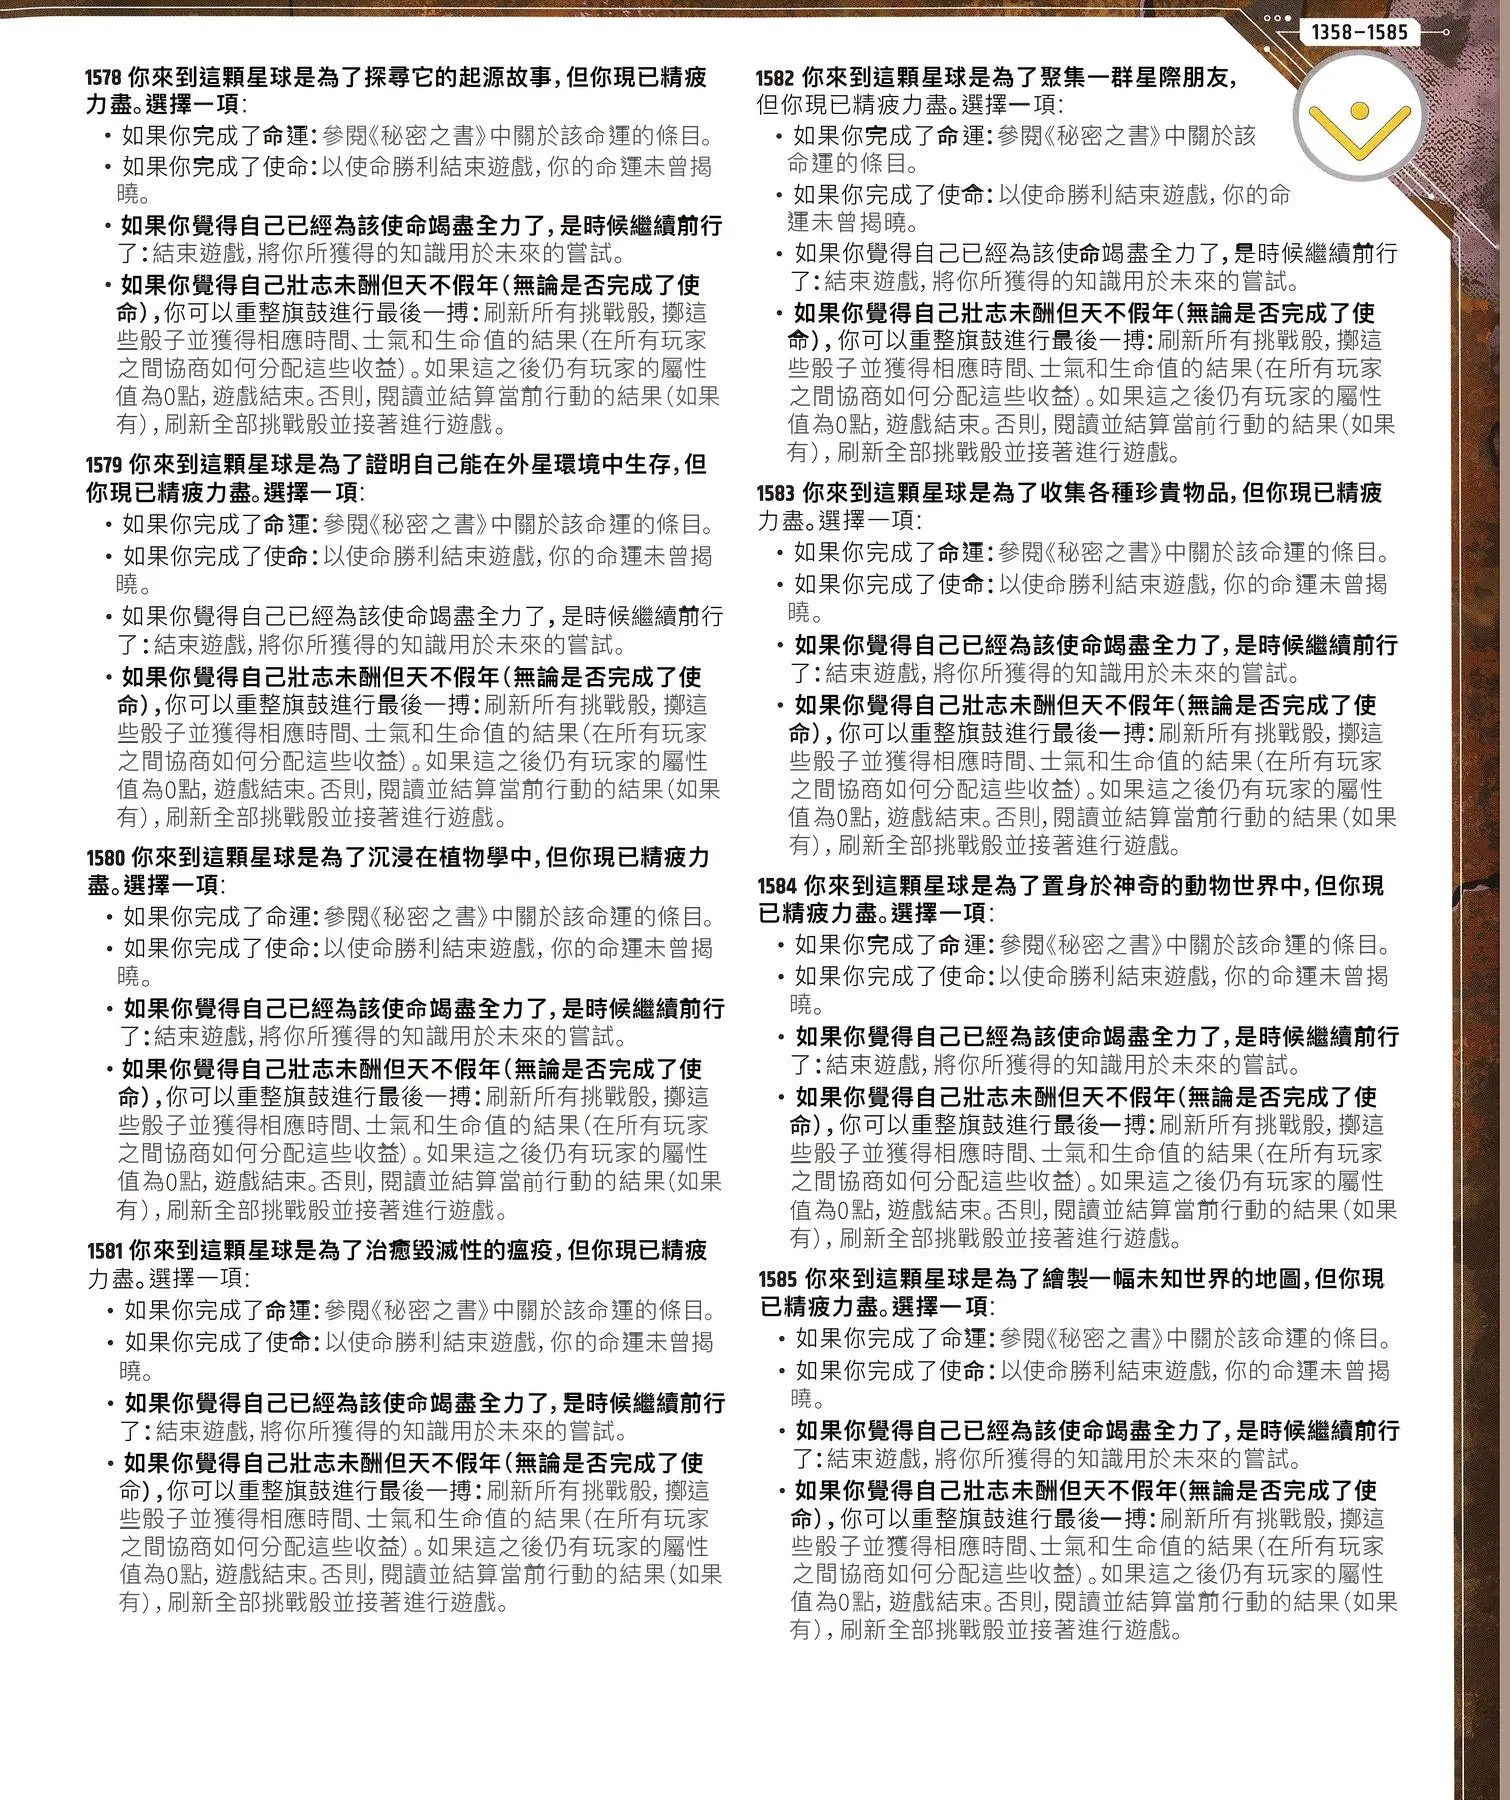 1358–1585
1578 你來到這顆星球是為了探尋它的起源故事，但你現已精疲
力盡。選擇一項：
• 如果你完成了命運：參閱《秘密之書》中關於該命運的條目。
• 如果你完成了使命：以使命勝利結束遊戲，你的命運未曾揭
曉。
• 如果你覺得自己已經為該使命竭盡全力了，是時候繼續前行
了：結束遊戲，將你所獲得的知識用於未來的嘗試。
• 如果你覺得自己壯志未酬但天不假年（無論是否完成了使
命），你可以重整旗鼓進行最後一搏：刷新所有挑戰骰，擲這
些骰子並獲得相應時間、士氣和生命值的結果（在所有玩家
之間協商如何分配這些收益）。如果這之後仍有玩家的屬性
值為0點，遊戲結束。否則，閱讀並結算當前行動的結果（如果
有），刷新全部挑戰骰並接著進行遊戲。
1579 你來到這顆星球是為了證明自己能在外星環境中生存，但
你現已精疲力盡。選擇一項：
• 如果你完成了命運：參閱《秘密之書》中關於該命運的條目。
• 如果你完成了使命：以使命勝利結束遊戲，你的命運未曾揭
曉。
• 如果你覺得自己已經為該使命竭盡全力了，是時候繼續前行
了：結束遊戲，將你所獲得的知識用於未來的嘗試。
• 如果你覺得自己壯志未酬但天不假年（無論是否完成了使
命），你可以重整旗鼓進行最後一搏：刷新所有挑戰骰，擲這
些骰子並獲得相應時間、士氣和生命值的結果（在所有玩家
之間協商如何分配這些收益）。如果這之後仍有玩家的屬性
值為0點，遊戲結束。否則，閱讀並結算當前行動的結果（如果
有），刷新全部挑戰骰並接著進行遊戲。
1580 你來到這顆星球是為了沉浸在植物學中，但你現已精疲力
盡。選擇一項：
• 如果你完成了命運：參閱《秘密之書》中關於該命運的條目。
• 如果你完成了使命：以使命勝利結束遊戲，你的命運未曾揭
曉。
• 如果你覺得自己已經為該使命竭盡全力了，是時候繼續前行
了：結束遊戲，將你所獲得的知識用於未來的嘗試。
• 如果你覺得自己壯志未酬但天不假年（無論是否完成了使
命），你可以重整旗鼓進行最後一搏：刷新所有挑戰骰，擲這
些骰子並獲得相應時間、士氣和生命值的結果（在所有玩家
之間協商如何分配這些收益）。如果這之後仍有玩家的屬性
值為0點，遊戲結束。否則，閱讀並結算當前行動的結果（如果
有），刷新全部挑戰骰並接著進行遊戲。
1581 你來到這顆星球是為了治癒毀滅性的瘟疫，但你現已精疲
力盡。選擇一項：
• 如果你完成了命運：參閱《秘密之書》中關於該命運的條目。
• 如果你完成了使命：以使命勝利結束遊戲，你的命運未曾揭
曉。
• 如果你覺得自己已經為該使命竭盡全力了，是時候繼續前行
了：結束遊戲，將你所獲得的知識用於未來的嘗試。
• 如果你覺得自己壯志未酬但天不假年（無論是否完成了使
命），你可以重整旗鼓進行最後一搏：刷新所有挑戰骰，擲這
些骰子並獲得相應時間、士氣和生命值的結果（在所有玩家
之間協商如何分配這些收益）。如果這之後仍有玩家的屬性
值為0點，遊戲結束。否則，閱讀並結算當前行動的結果（如果
有），刷新全部挑戰骰並接著進行遊戲。
1582 你來到這顆星球是為了聚集一群星際朋友，
但你現已精疲力盡。選擇一項：
• 如果你完成了命運：參閱《秘密之書》中關於該
命運的條目。
• 如果你完成了使命：以使命勝利結束遊戲，你的命
運未曾揭曉。
• 如果你覺得自己已經為該使命竭盡全力了，是時候繼續前行
了：結束遊戲，將你所獲得的知識用於未來的嘗試。
• 如果你覺得自己壯志未酬但天不假年（無論是否完成了使
命），你可以重整旗鼓進行最後一搏：刷新所有挑戰骰，擲這
些骰子並獲得相應時間、士氣和生命值的結果（在所有玩家
之間協商如何分配這些收益）。如果這之後仍有玩家的屬性
值為0點，遊戲結束。否則，閱讀並結算當前行動的結果（如果
有），刷新全部挑戰骰並接著進行遊戲。
1583 你來到這顆星球是為了收集各種珍貴物品，但你現已精疲
力盡。選擇一項：
• 如果你完成了命運：參閱《秘密之書》中關於該命運的條目。
• 如果你完成了使命：以使命勝利結束遊戲，你的命運未曾揭
曉。
• 如果你覺得自己已經為該使命竭盡全力了，是時候繼續前行
了：結束遊戲，將你所獲得的知識用於未來的嘗試。
• 如果你覺得自己壯志未酬但天不假年（無論是否完成了使
命），你可以重整旗鼓進行最後一搏：刷新所有挑戰骰，擲這
些骰子並獲得相應時間、士氣和生命值的結果（在所有玩家
之間協商如何分配這些收益）。如果這之後仍有玩家的屬性
值為0點，遊戲結束。否則，閱讀並結算當前行動的結果（如果
有），刷新全部挑戰骰並接著進行遊戲。
1584 你來到這顆星球是為了置身於神奇的動物世界中，但你現
已精疲力盡。選擇一項：
• 如果你完成了命運：參閱《秘密之書》中關於該命運的條目。
• 如果你完成了使命：以使命勝利結束遊戲，你的命運未曾揭
曉。
• 如果你覺得自己已經為該使命竭盡全力了，是時候繼續前行
了：結束遊戲，將你所獲得的知識用於未來的嘗試。
• 如果你覺得自己壯志未酬但天不假年（無論是否完成了使
命），你可以重整旗鼓進行最後一搏：刷新所有挑戰骰，擲這
些骰子並獲得相應時間、士氣和生命值的結果（在所有玩家
之間協商如何分配這些收益）。如果這之後仍有玩家的屬性
值為0點，遊戲結束。否則，閱讀並結算當前行動的結果（如果
有），刷新全部挑戰骰並接著進行遊戲。
1585 你來到這顆星球是為了繪製一幅未知世界的地圖，但你現
已精疲力盡。選擇一項：
• 如果你完成了命運：參閱《秘密之書》中關於該命運的條目。
• 如果你完成了使命：以使命勝利結束遊戲，你的命運未曾揭
曉。
• 如果你覺得自己已經為該使命竭盡全力了，是時候繼續前行
了：結束遊戲，將你所獲得的知識用於未來的嘗試。
• 如果你覺得自己壯志未酬但天不假年（無論是否完成了使
命），你可以重整旗鼓進行最後一搏：刷新所有挑戰骰，擲這
些骰子並獲得相應時間、士氣和生命值的結果（在所有玩家
之間協商如何分配這些收益）。如果這之後仍有玩家的屬性
值為0點，遊戲結束。否則，閱讀並結算當前行動的結果（如果
有），刷新全部挑戰骰並接著進行遊戲。